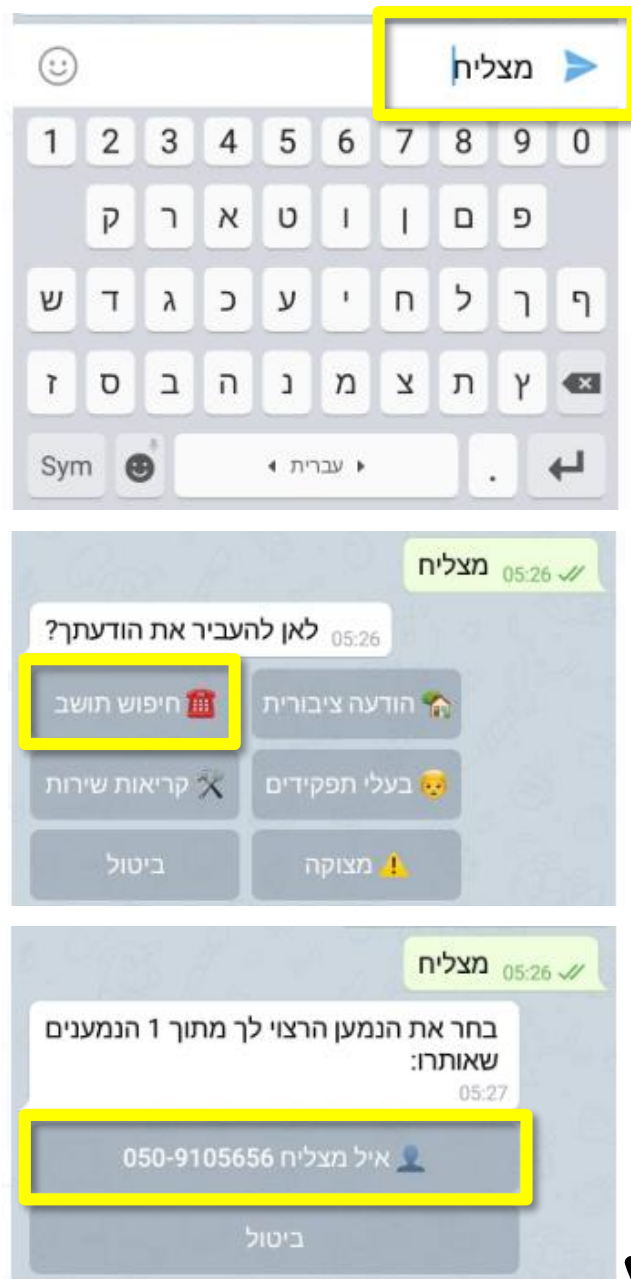 מצליח
1 2 3 4 5 6 7 8 9 0
ק ר א ט ו ן ם פ
ש ד ג כ ע י ח ל ך ף
ז ס ב ה נ מ צ ת ץ
Sym עברית .
מצליח 05:26
לאן להעביר את הודעתך? 05:26
חיפוש תושב הודעה ציבורית
קריאות שירות בעלי תפקידים
ביטול מצוקה
מצליח 05:26
בחר את הנמען הרצוי לך מתוך 1 הנמענים
שאותרו:
05:27
איל מצליח 050-9105656
ביטול